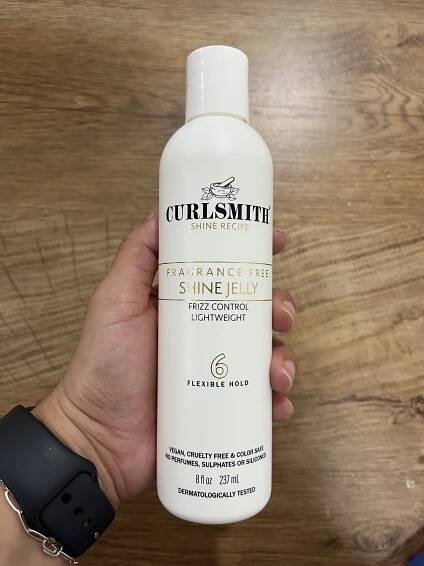 CURLSMITH®
SHINE RECIPE
FRAGRANCE FREE
SHINE JELLY
FRIZZ CONTROL
LIGHTWEIGHT
6
FLEXIBLE HOLD
VEGAN, CRUELTY FREE & COLOR SAFE
NO PERFUMES, SULPHATES OR SILICONES
8 fl oz 237 mL
DERMATOLOGICALLY TESTED